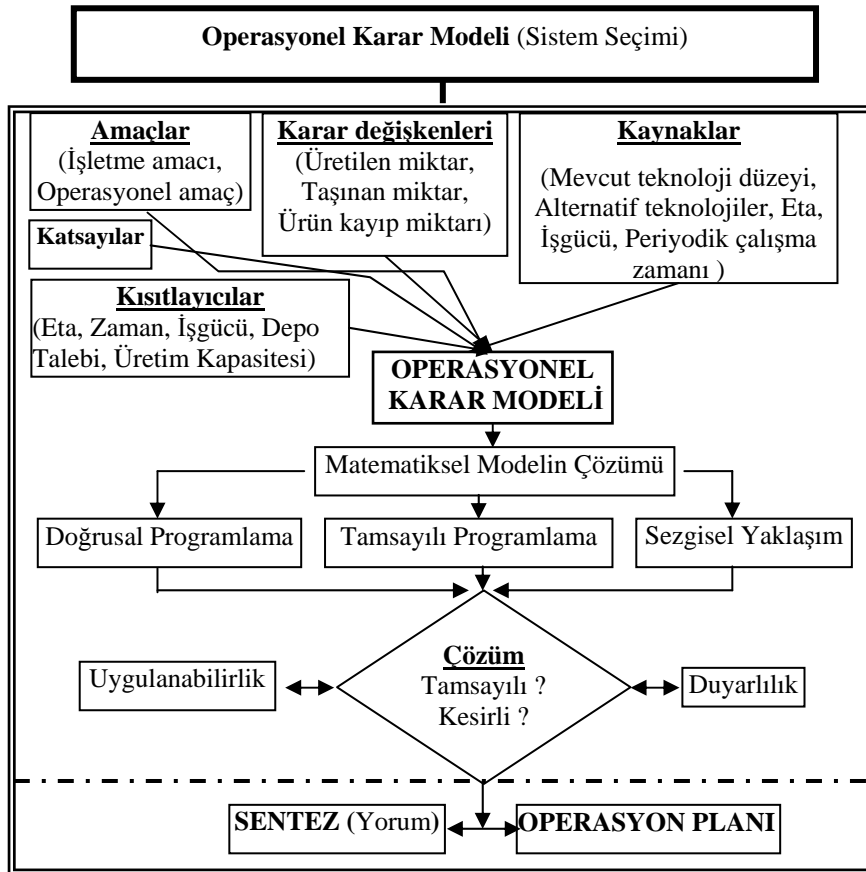 Operasyonel Karar Modeli (Sistem Seçimi)
Amaçlar
(İşletme amacı,
Operasyonel amaç)
Karar değişkenleri
(Üretilen miktar,
Taşınan miktar,
Ürün kayıp miktarı)
Kaynaklar
(Mevcut teknoloji düzeyi,
Alternatif teknolojiler, Eta,
İşgücü, Periyodik çalışma
zamanı )
Katsayılar
Kısıtlayıcılar
(Eta, Zaman, İşgücü, Depo
Talebi, Üretim Kapasitesi)
OPERASYONEL
KARAR MODELİ
Matematiksel Modelin Çözümü
Doğrusal Programlama
Tamsayılı Programlama
Sezgisel Yaklaşım
Çözüm
Tamsayılı ?
Kesirli ?
Uygulanabilirlik
Duyarlılık
SENTEZ (Yorum)
OPERASYON PLANI